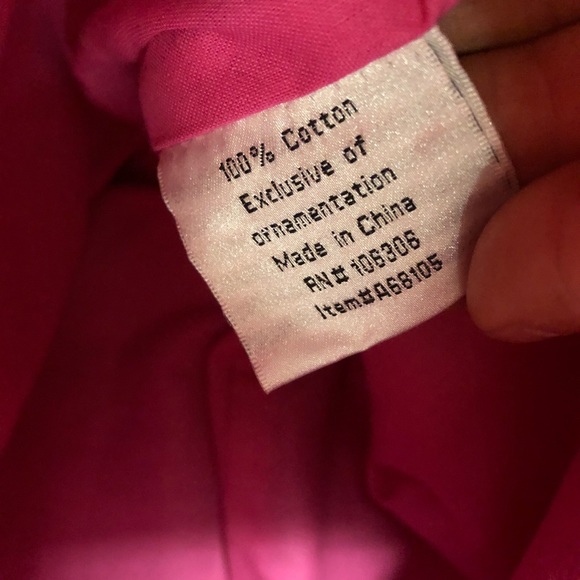 100% Cotton
Exclusive of
ornamentation
Made in China
RN# 106306
Item#A68105